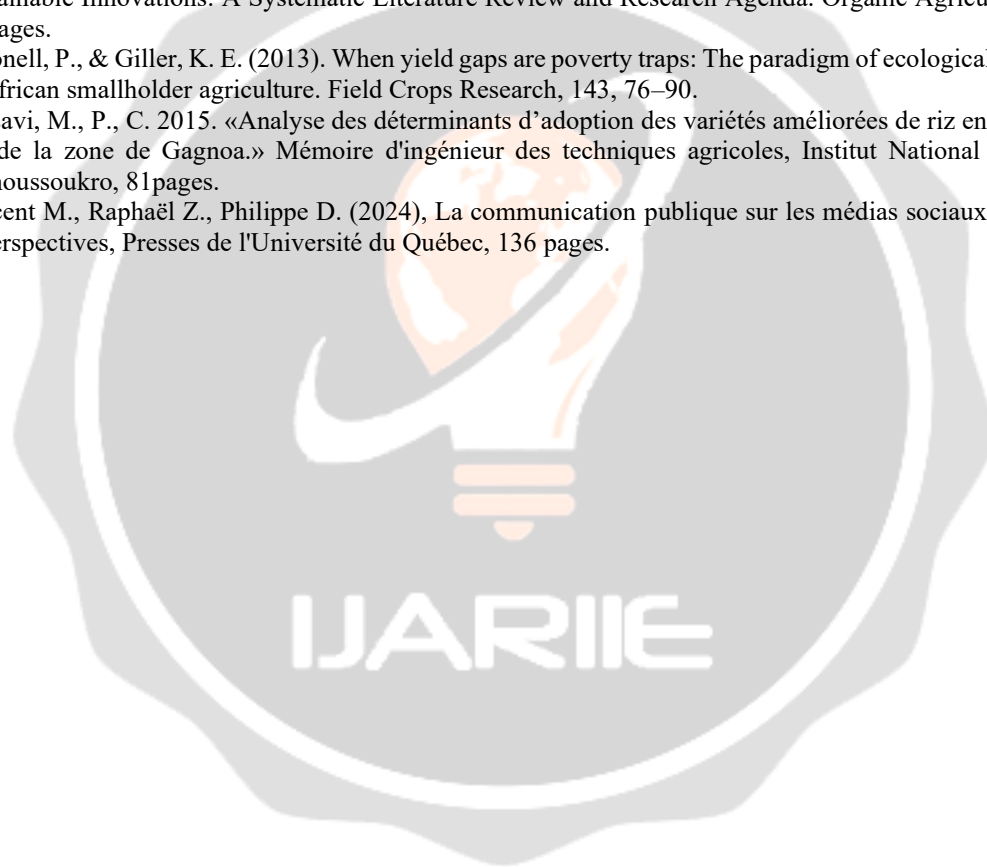 ainable Innovations: A Systematic Literature Review and Research Agenda. Organic Agricu
ages.
onell, P., & Giller, K. E. (2013). When yield gaps are poverty traps: The paradigm of ecological
frican smallholder agriculture. Field Crops Research, 143, 76–90.
avi, M., P., C. 2015. «Analyse des déterminants d’adoption des variétés améliorées de riz en
de la zone de Gagnoa.» Mémoire d'ingénieur des techniques agricoles, Institut National
noussoukro, 81pages.
cent M., Raphaël Z., Philippe D. (2024), La communication publique sur les médias sociaux
erspectives, Presses de l'Université du Québec, 136 pages.
IJARIIE